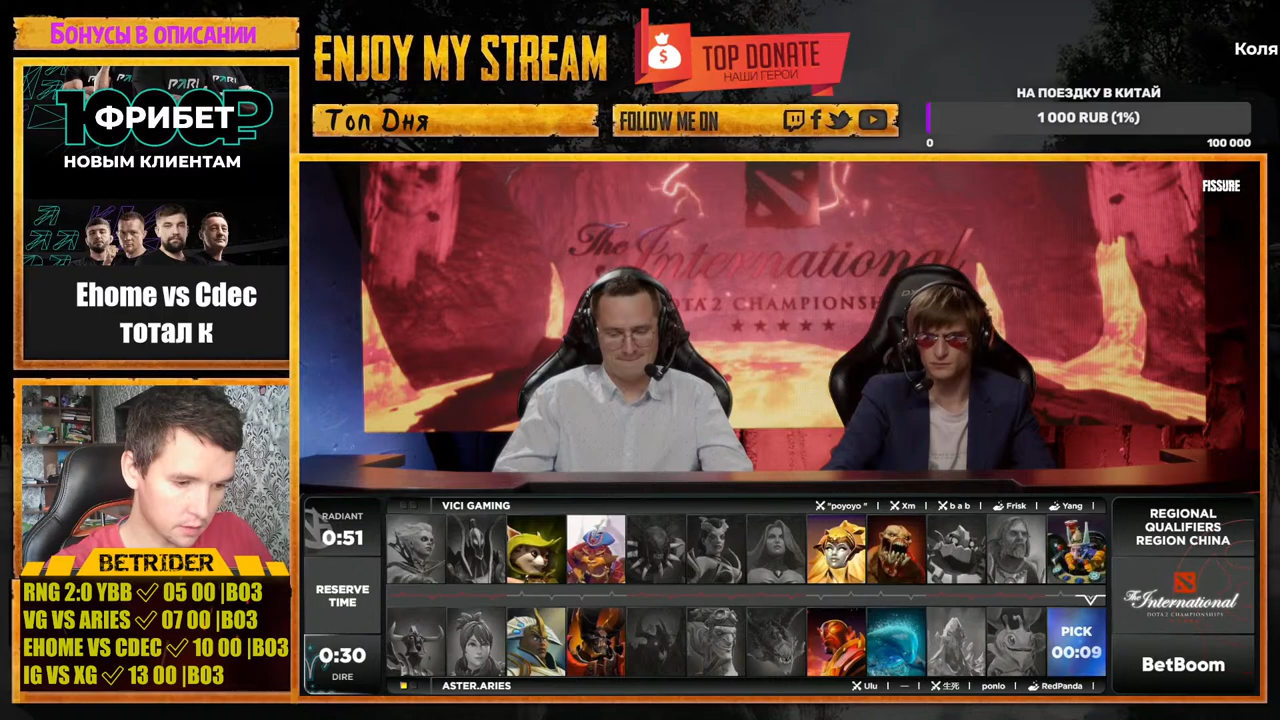 Бонусы в описании
PARI
1000₽
ФРИБЕТ
НОВЫМ КЛИЕНТАМ
Ehome vs Cdec
тотал к
BETRIDER
RNG 2:0 YBB ✓ 05 00 |BO3
VG VS ARIES ✓ 07 00 |BO3
EHOME VS CDEC ✓ 10 00 |BO3
IG VS XG ✓ 13 00 |BO3
ENJOY MY STREAM
TOP DONATE
НАШИ ГЕРОИ
Топ Дня
FOLLOW ME ON
Коля
НА ПОЕЗДКУ В КИТАЙ
1 000 RUB (1%)
0
100 000
FISSURE
The International
DOTA 2 CHAMPIONSH
RADIANT
0:51
RESERVE
TIME
0:30
DIRE
VICI GAMING
"poyoyo" | Xm | b a b | Frisk | Yang |
PICK
00:09
ASTER.ARIES
Ulu | — | 生死 | ponlo | RedPanda |
REGIONAL
QUALIFIERS
REGION CHINA
The International
DOTA 2 CHAMPIONSHIPS
BetBoom